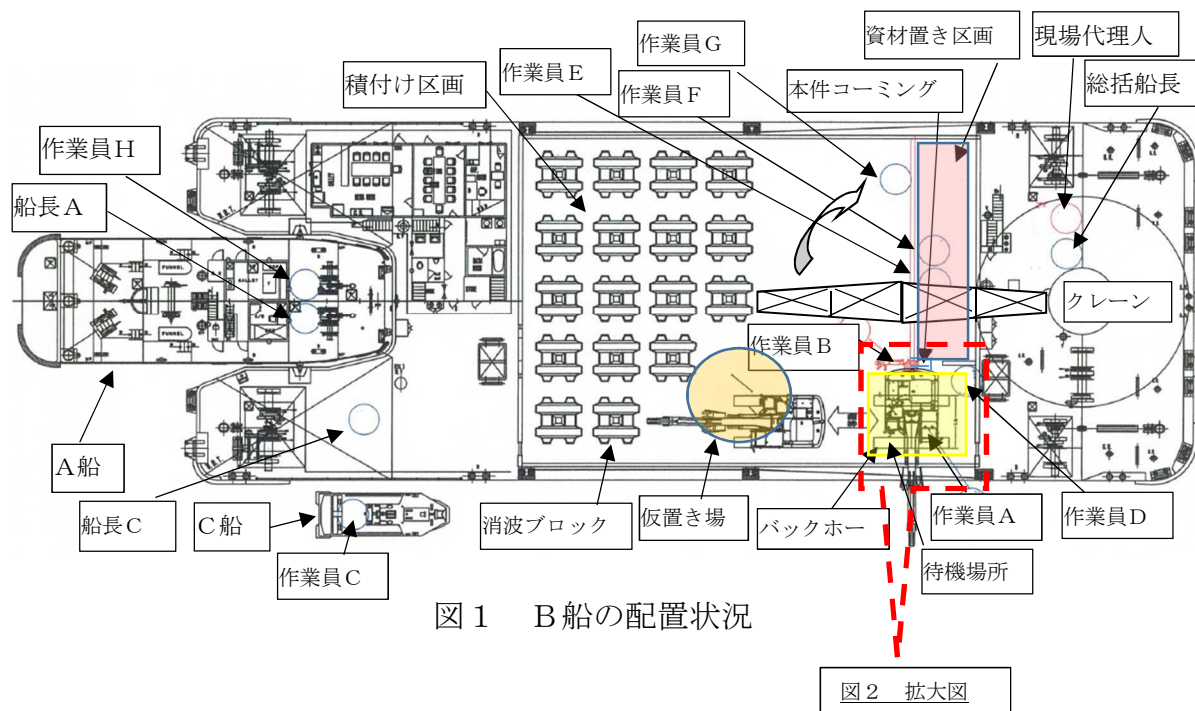 作業員G
資材置き区画
現場代理人
作業員E
積付け区画
作業員F
本件コーミング
総括船長
作業員H
船長A
クレーン
作業員B
A船
船長C
C船
作業員C
消波ブロック
仮置き場
バックホー
作業員A
作業員D
待機場所
図1 B船の配置状況
図2 拡大図